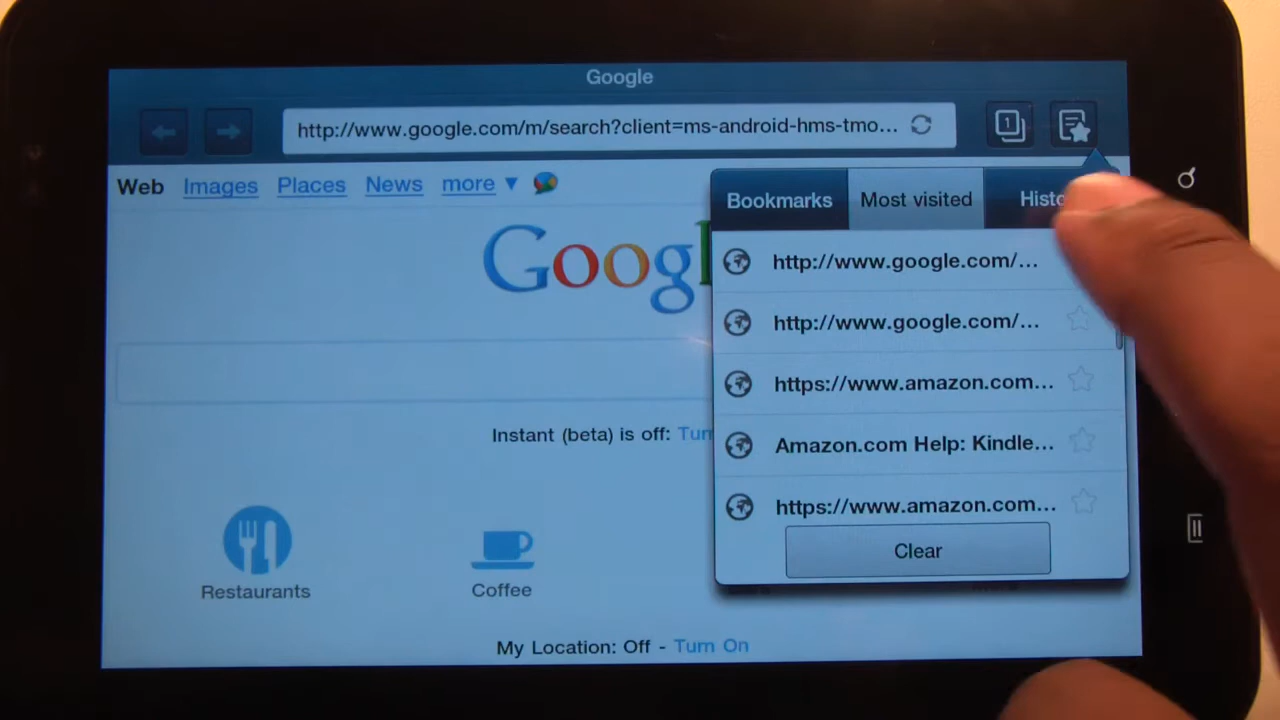 Google
http://www.google.com/m/search?client=ms-android-hms-tmo...
1
Web Images Places News more ▼
Bookmarks Most visited
Google
http://www.google.com/...
http://www.google.com/...
https://www.amazon.com...
Amazon.com Help: Kindle...
https://www.amazon.com...
Clear
Instant (beta) is off:
Restaurants
Coffee
My Location: Off - Turn On